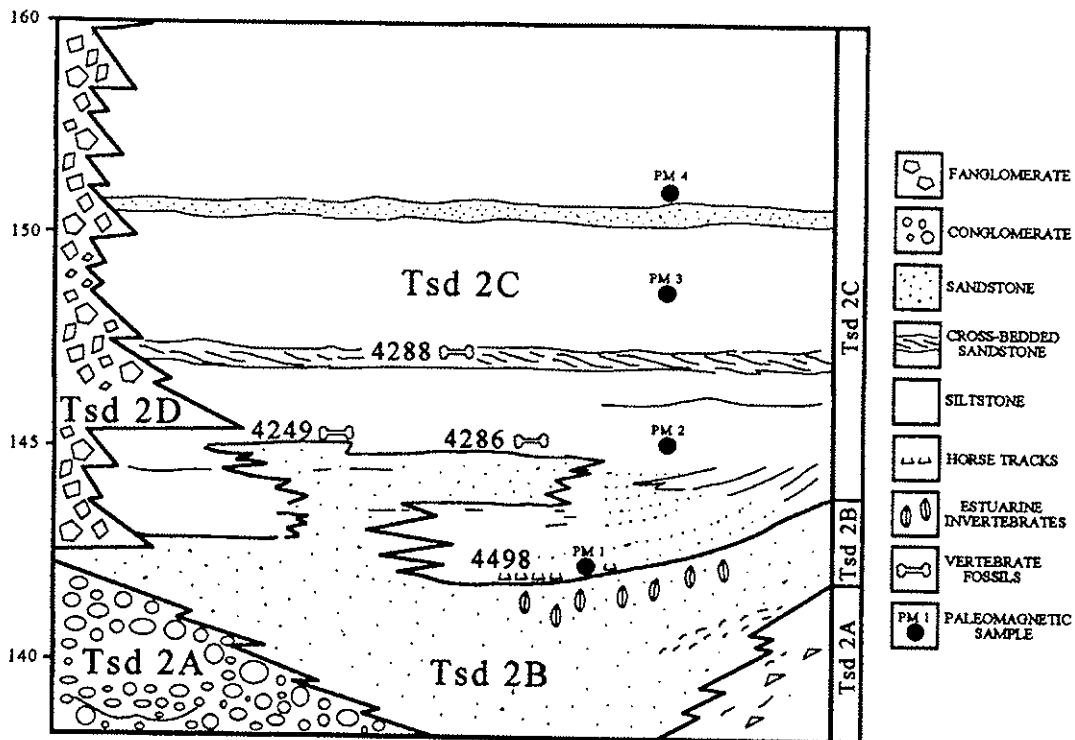 160
150
145
140
PM 4
Tsd 2C
PM 3
4288
Tsd 2D
4249
4286
PM 2
4498
PM 1
Tsd 2A
Tsd 2B
Tsd 2C
Tsd 2B
Tsd 2A
FANGLOMERATE
CONGLOMERATE
SANDSTONE
CROSS-BEDDED
SANDSTONE
SILTSTONE
HORSE TRACKS
ESTUARINE
INVERTEBRATES
VERTEBRATE
FOSSILS
PM 1
PALEOMAGNETIC
SAMPLE